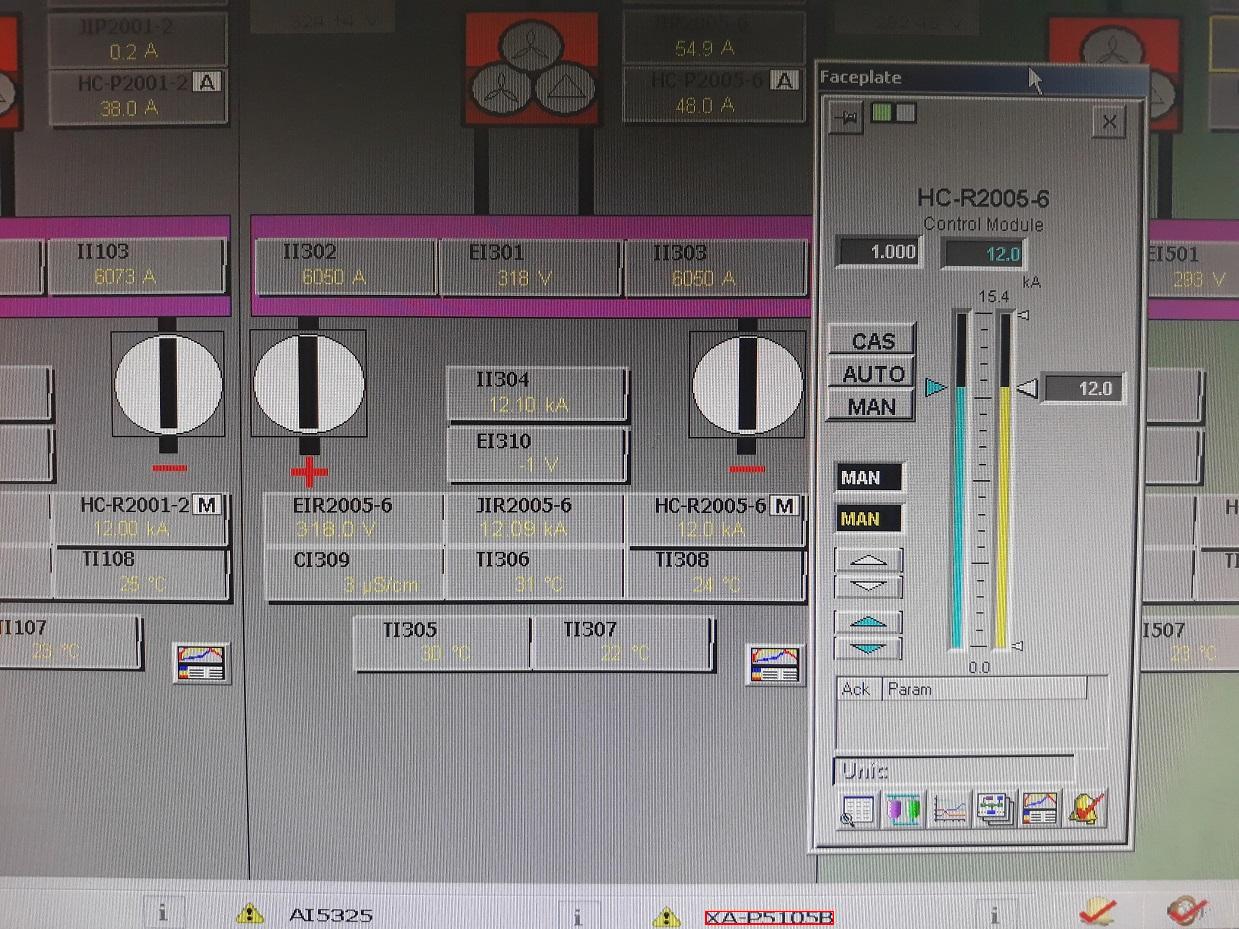 JIP2001-2
0.2 A
HC-P2001-2 A
38.0 A
JIP2005-6
54.9 A
HC-P2005-6 A
48.0 A
II103
6073 A
II302
6050 A
EI301
318 V
II303
6050 A
EI501
293 V
II304
12.10 kA
EI310
-1 V
HC-R2001-2 M
12.00 kA
TI108
25 °C
EIR2005-6
318.0 V
JIR2005-6
12.09 kA
HC-R2005-6 M
12.0 kA
CI309
3 µS/cm
TI306
31 °C
TI308
24 °C
TI107
23 °C
TI305
30 °C
TI307
22 °C
I507
23 °C
Faceplate
HC-R2005-6
Control Module
1.000
12.0
kA
15.4
CAS
AUTO
MAN
12.0
MAN
MAN
0.0
Ack Param
Unit:
AI5325
XA-P5105B